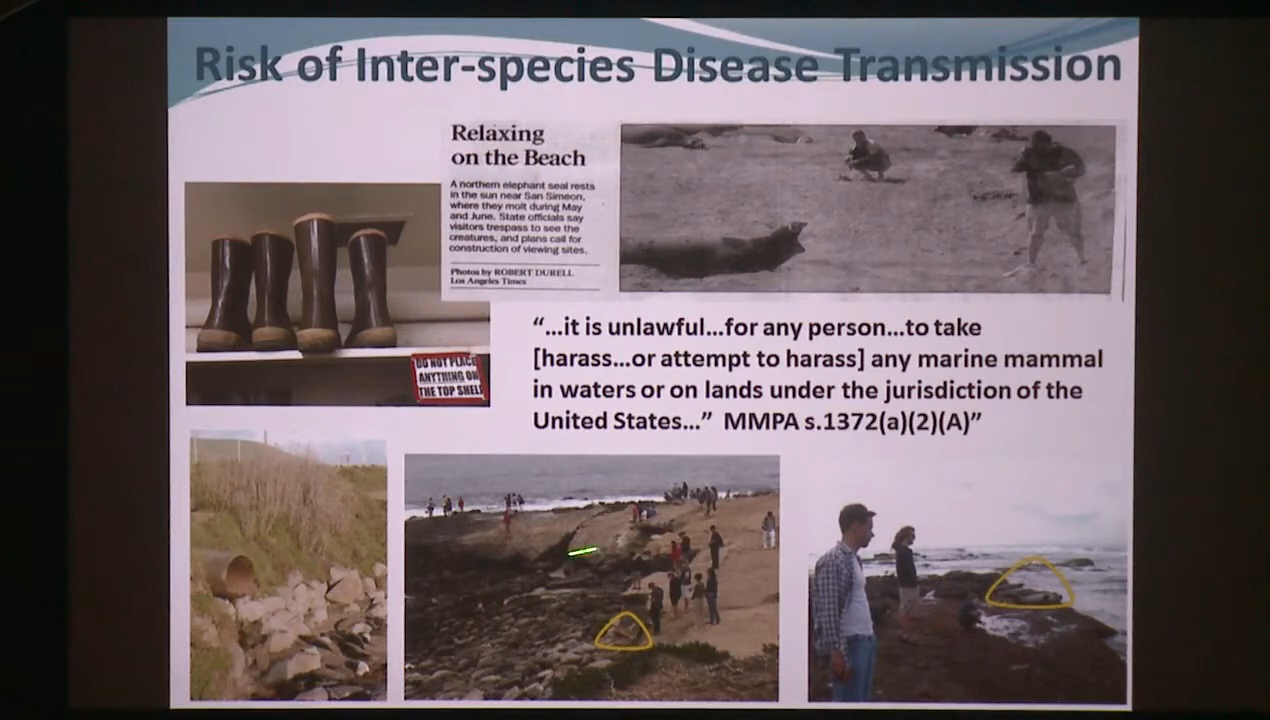 Risk of Inter-species Disease Transmission
Relaxing
on the Beach
A northern elephant seal rests
in the sun near San Simeon,
where they molt during May
and June. State officials say
visitors trespass to see the
creatures, and plans call for
construction of viewing sites.
Photos by ROBERT DURELL
Los Angeles Times
DO NOT PLACE
ANYTHING ON
THE TOP SHELF
“...it is unlawful...for any person...to take
[harass...or attempt to harass] any marine mammal
in waters or on lands under the jurisdiction of the
United States...” MMPA s.1372(a)(2)(A)”